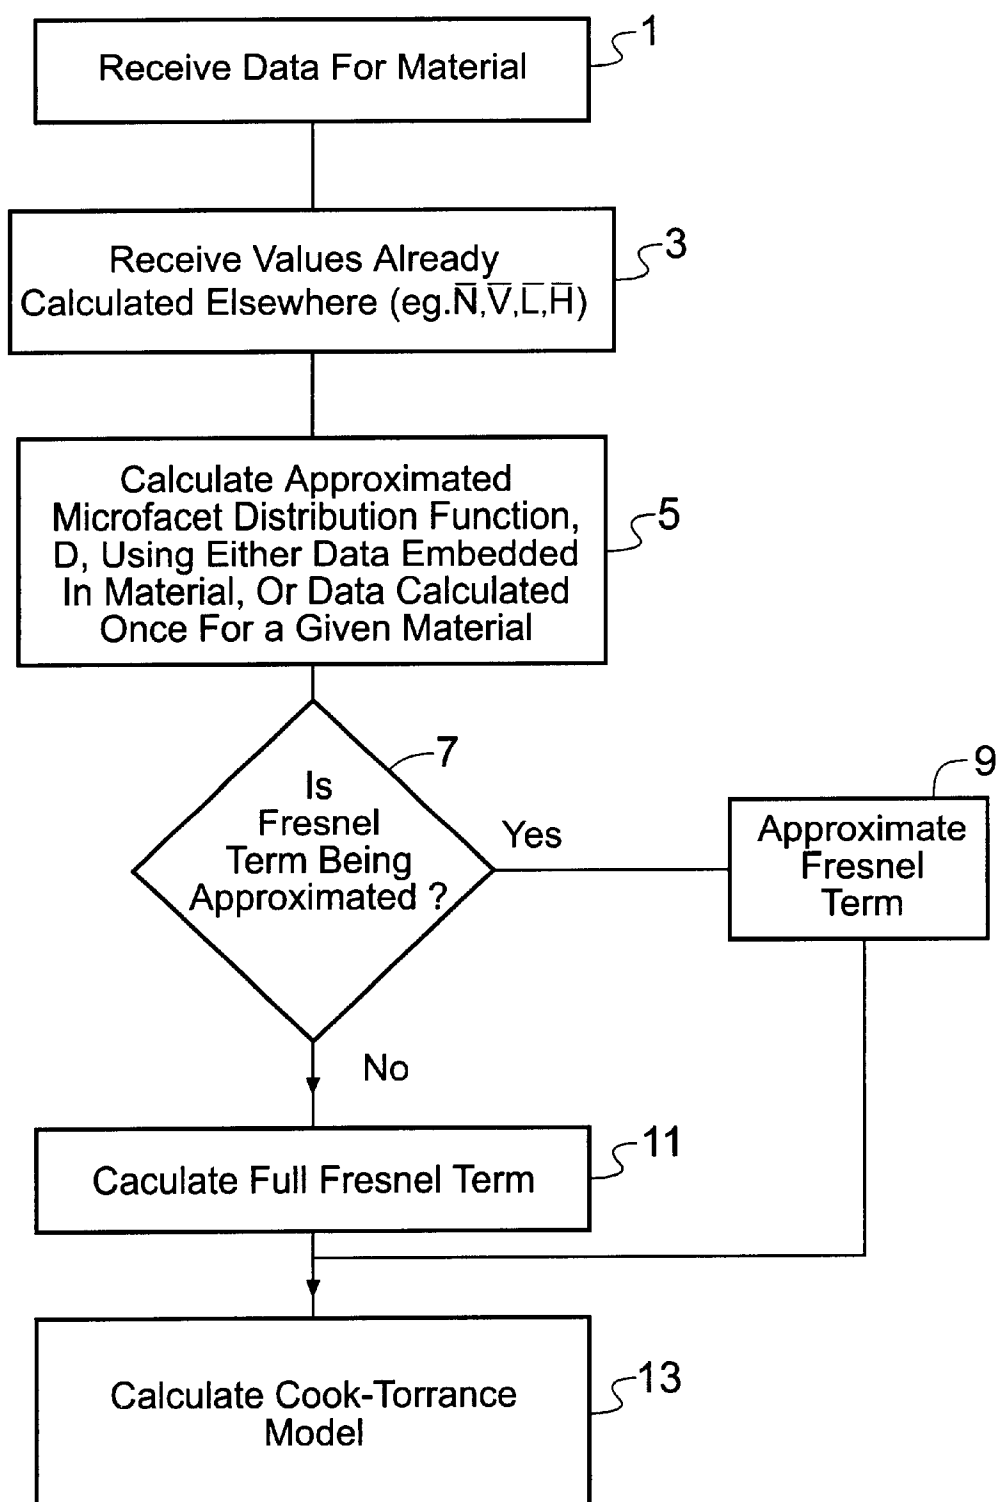 1
Receive Data For Material
3
Receive Values Already
Calculated Elsewhere (eg.N̅,V̅,L̅,H̅)
5
Calculate Approximated
Microfacet Distribution Function,
D, Using Either Data Embedded
In Material, Or Data Calculated
Once For a Given Material
7
Is
Fresnel
Term Being
Approximated ?
Yes
9
Approximate
Fresnel
Term
No
11
Caculate Full Fresnel Term
13
Calculate Cook-Torrance
Model